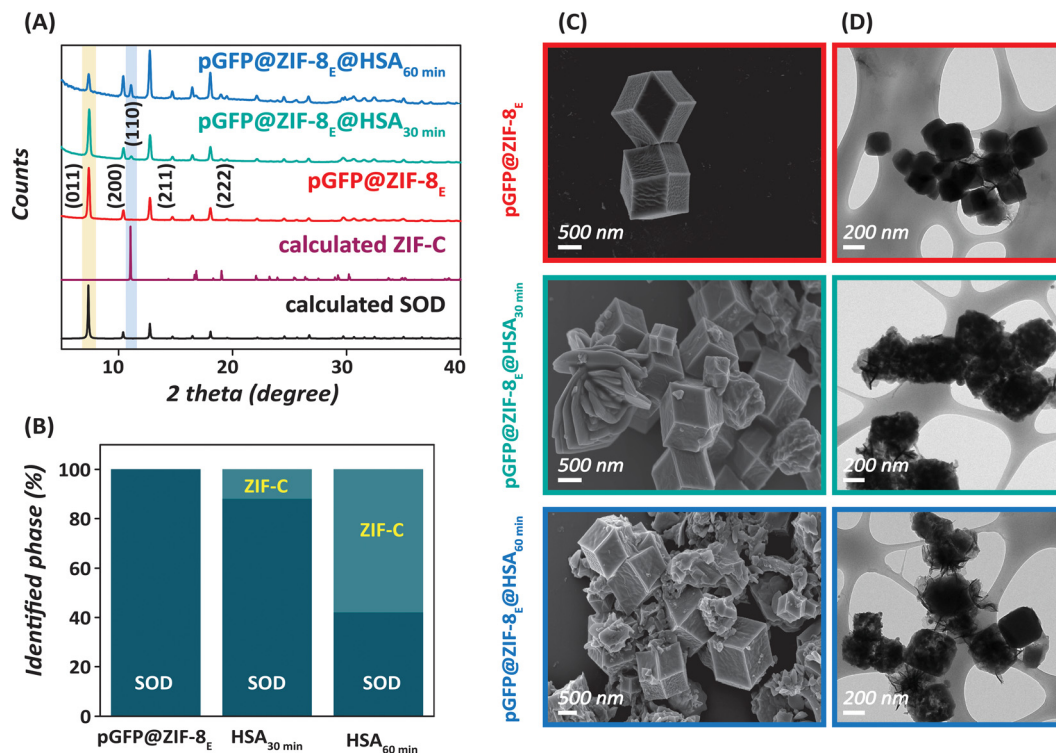 (A)
pGFP@ZIF-8E@HSA60 min
(110)
pGFP@ZIF-8E@HSA30 min
(011)
(200)
(211)
(222)
pGFP@ZIF-8E
calculated ZIF-C
calculated SOD
Counts
10
20
30
40
2 theta (degree)
(B)
Identified phase (%)
100
80
60
40
20
0
ZIF-C
ZIF-C
SOD
SOD
SOD
pGFP@ZIF-8E
HSA30 min
HSA60 min
(C)
(D)
pGFP@ZIF-8E
500 nm
200 nm
pGFP@ZIF-8E@HSA30 min
500 nm
200 nm
pGFP@ZIF-8E@HSA60 min
500 nm
200 nm